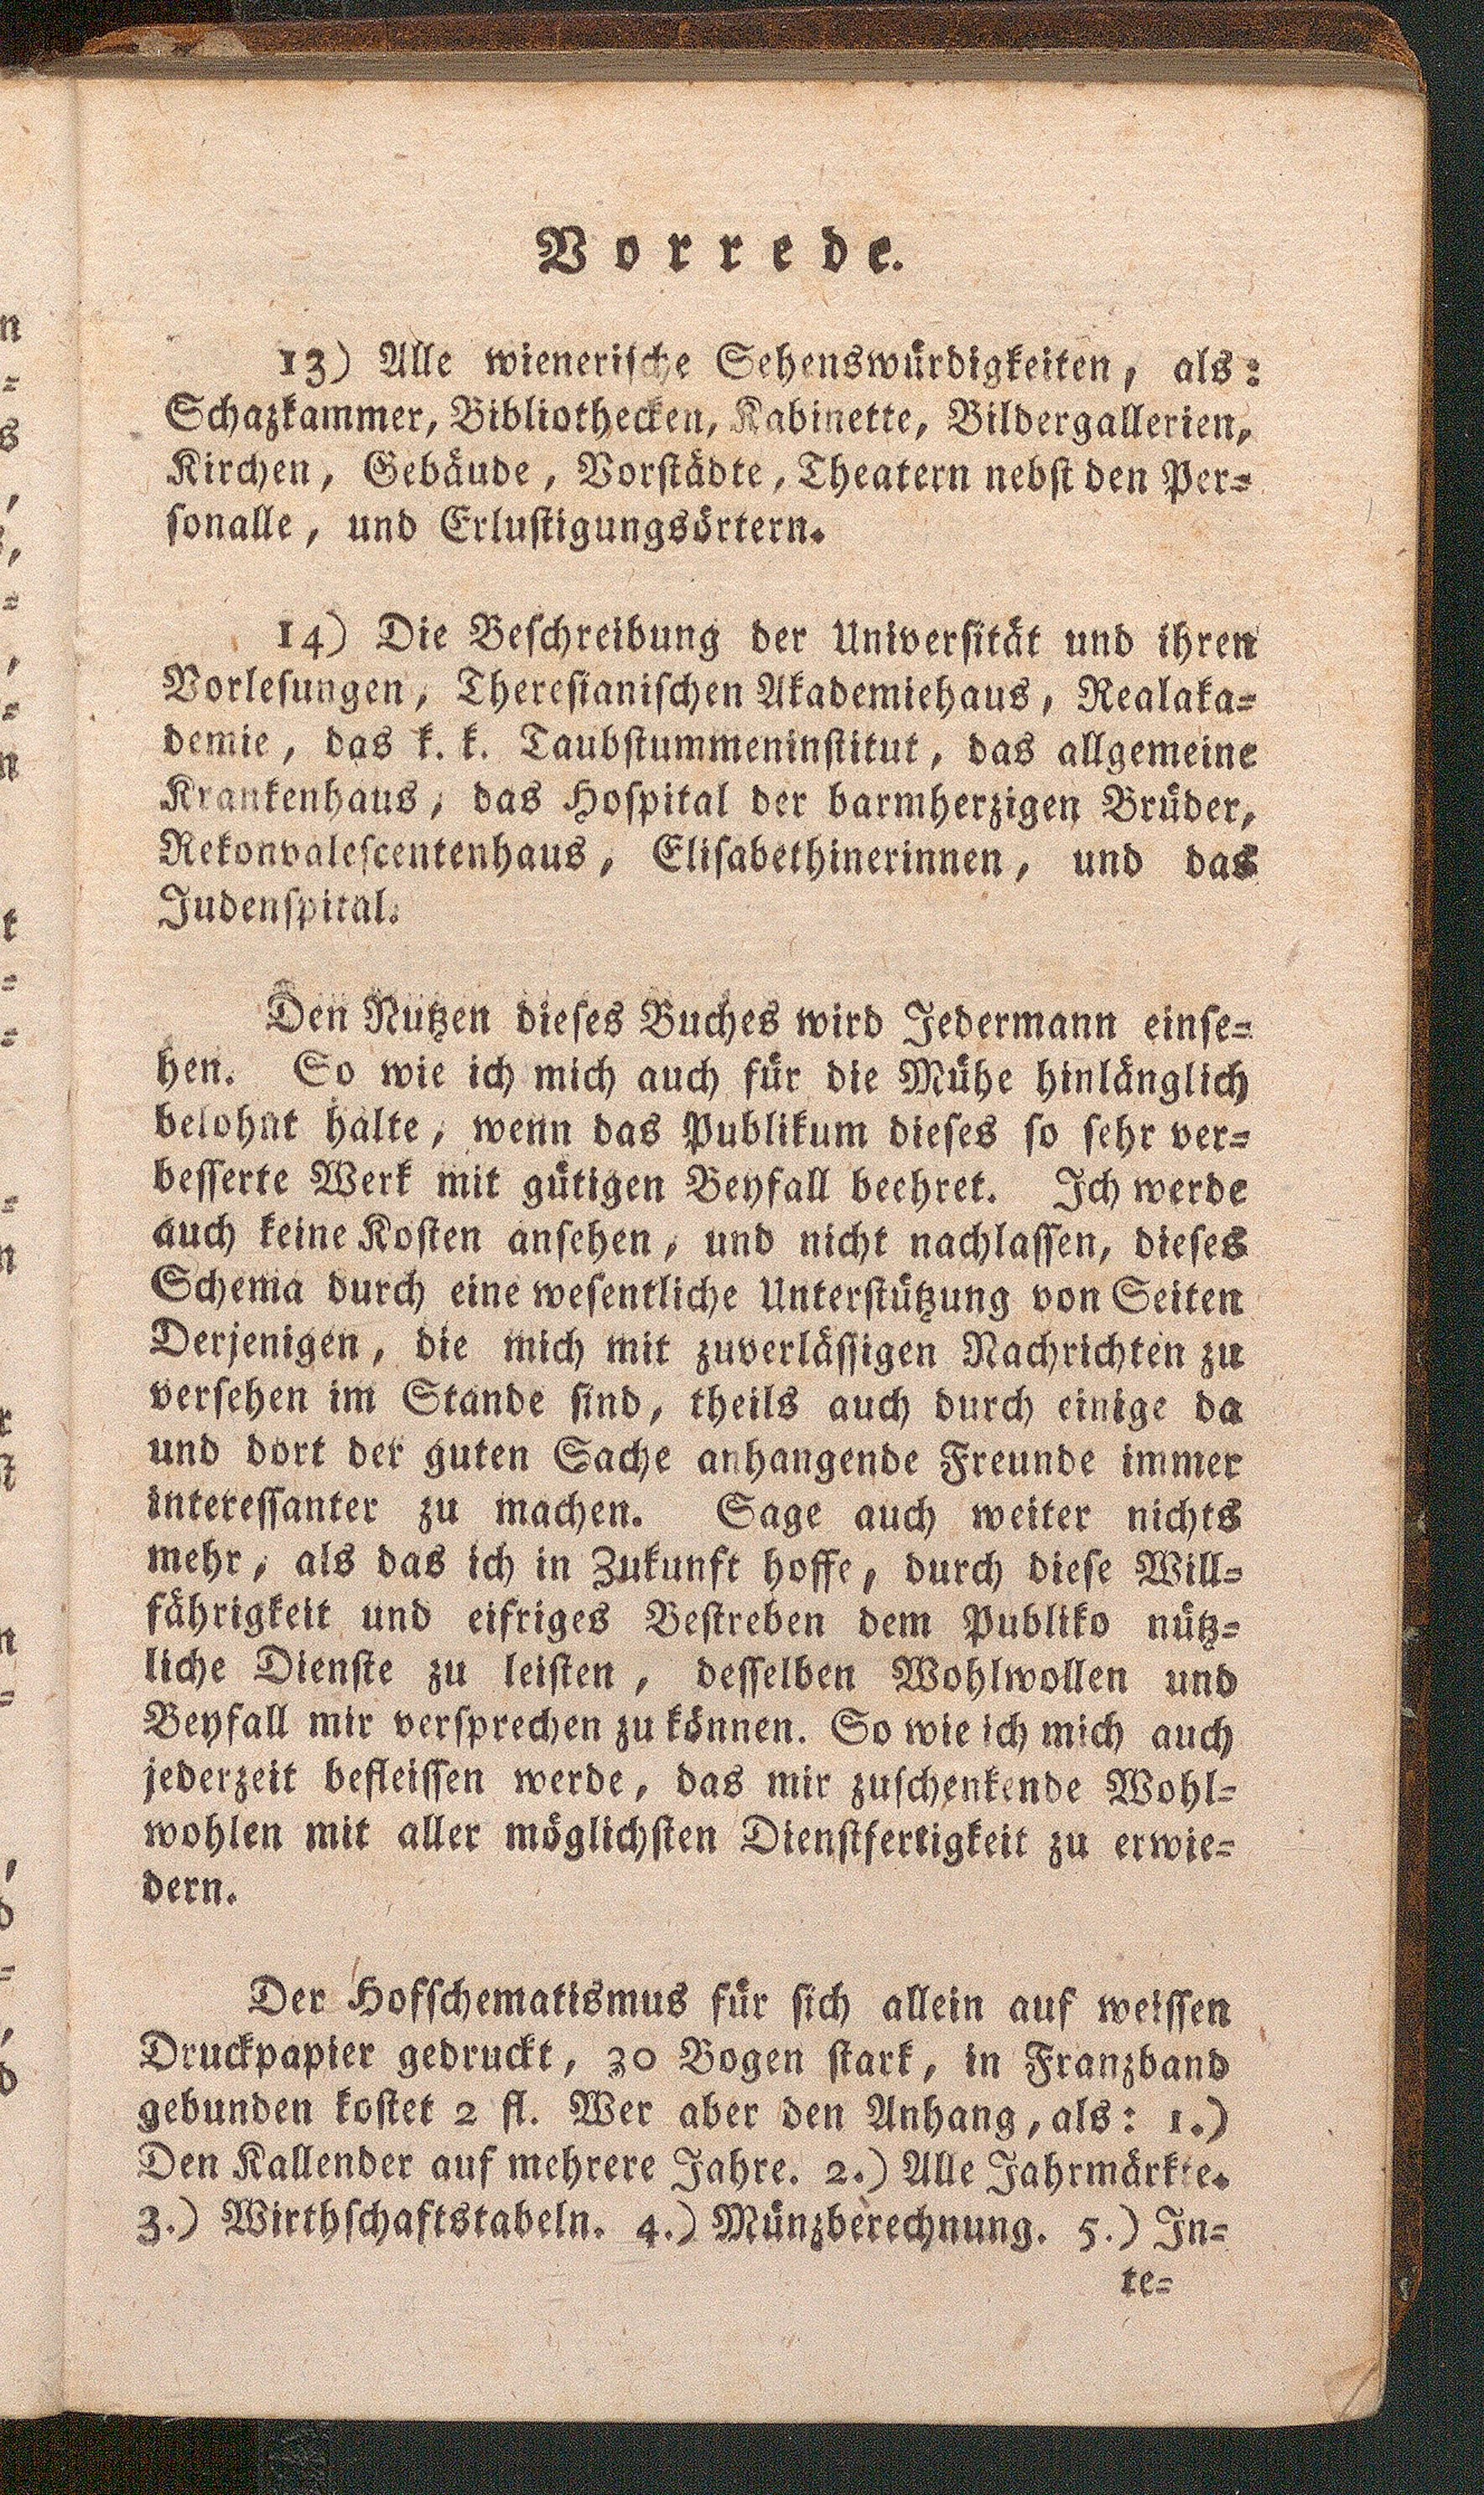 Vorrede.
13) Alle wienerische Sehenswürdigkeiten, als:
Schazkammer, Bibliothecken, Kabinette, Bildergallerien,
Kirchen, Gebäude, Vorstädte, Theatern nebst den Per=
sonalle, und Erlustigungsörtern.
14) Die Beschreibung der Universität und ihren
Vorlesungen, Theresianischen Akademiehaus, Realaka=
demie, das k. k. Taubstummeninstitut, das allgemeine
Krankenhaus, das Hospital der barmherzigen Brüder,
Rekonvalescentenhaus, Elisabethinerinnen, und das
Judenspital.
Den Nutzen dieses Buches wird Jedermann einse=
hen. So wie ich mich auch für die Mühe hinlänglich
belohnt halte, wenn das Publikum dieses so sehr ver=
besserte Werk mit gütigen Beyfall beehret. Ich werde
auch keine Kosten ansehen, und nicht nachlassen, dieses
Schema durch eine wesentliche Unterstützung von Seiten
Derjenigen, die mich mit zuverlässigen Nachrichten zu
versehen im Stande sind, theils auch durch einige da
und dort der guten Sache anhangende Freunde immer
interessanter zu machen. Sage auch weiter nichts
mehr, als das ich in Zukunft hoffe, durch diese Will=
fährigkeit und eifriges Bestreben dem Publiko nütz=
liche Dienste zu leisten, desselben Wohlwollen und
Beyfall mir versprechen zu können. So wie ich mich auch
jederzeit befleissen werde, das mir zuschenkende Wohl=
wohlen mit aller möglichsten Dienstfertigkeit zu erwie=
dern.
Der Hofschematismus für sich allein auf weissen
Druckpapier gedruckt, 30 Bogen stark, in Franzband
gebunden kostet 2 fl. Wer aber den Anhang, als: 1.)
Den Kallender auf mehrere Jahre. 2.) Alle Jahrmärkte.
3.) Wirthschaftstabeln. 4.) Münzberechnung. 5.) In=
te=